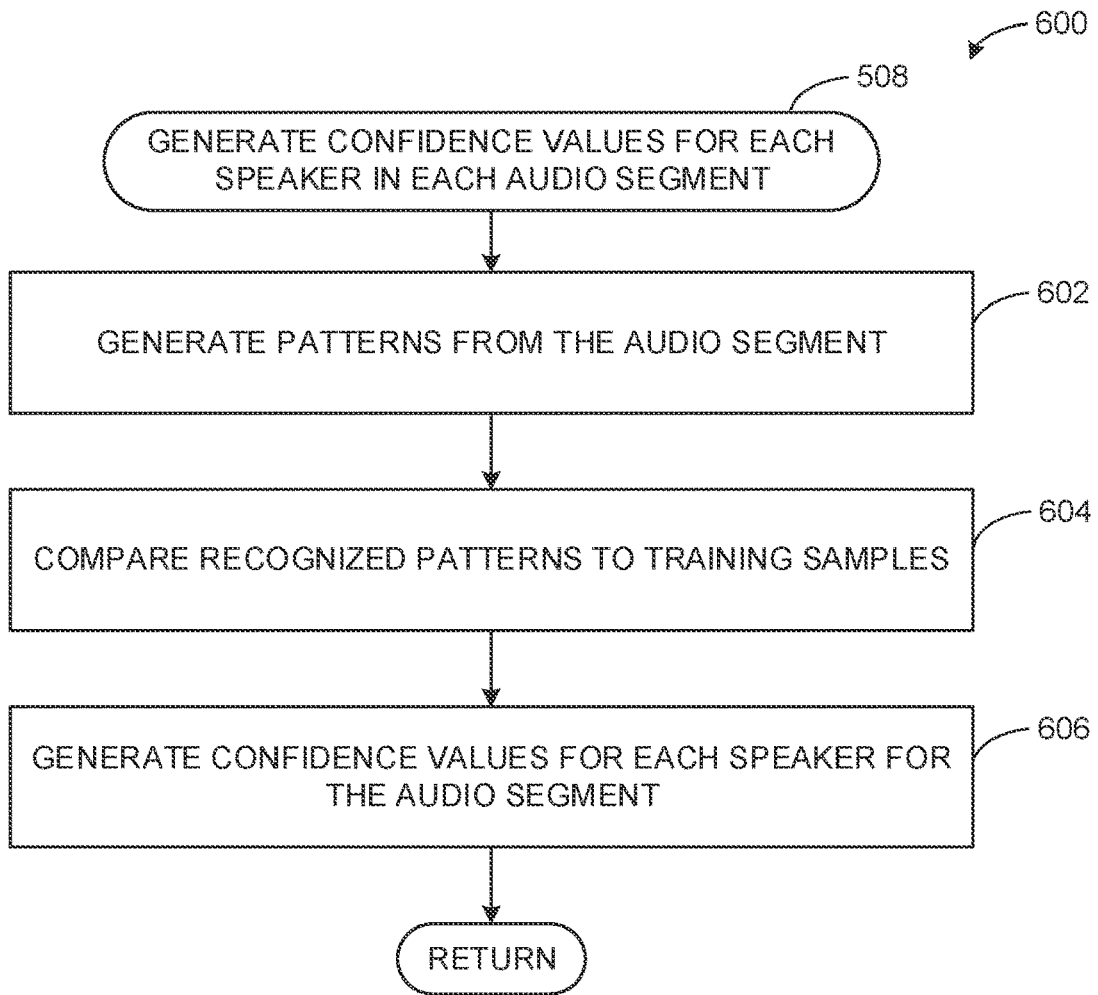 600
508
GENERATE CONFIDENCE VALUES FOR EACH
SPEAKER IN EACH AUDIO SEGMENT
602
GENERATE PATTERNS FROM THE AUDIO SEGMENT
604
COMPARE RECOGNIZED PATTERNS TO TRAINING SAMPLES
606
GENERATE CONFIDENCE VALUES FOR EACH SPEAKER FOR
THE AUDIO SEGMENT
RETURN